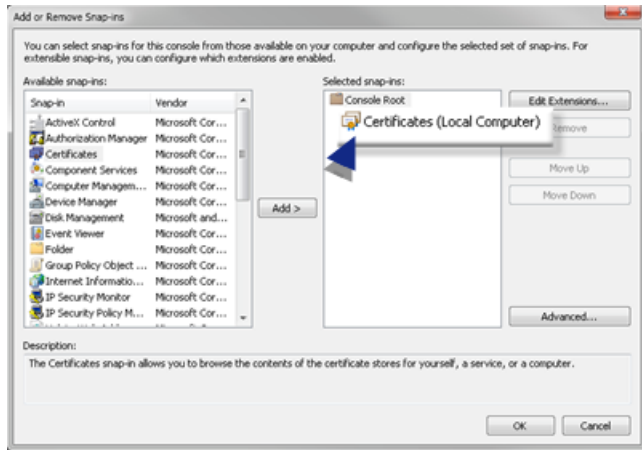 Add or Remove Snap-ins
You can select snap-ins for this console from those available on your computer and configure the selected set of snap-ins. For
extensible snap-ins, you can configure which extensions are enabled.
Available snap-ins:
Selected snap-ins:
Snap-in Vendor
ActiveX Control Microsoft Cor...
Authorization Manager Microsoft Cor...
Certificates Microsoft Cor...
Component Services Microsoft Cor...
Computer Managem... Microsoft Cor...
Device Manager Microsoft Cor...
Disk Management Microsoft and...
Event Viewer Microsoft Cor...
Folder Microsoft Cor...
Group Policy Object ... Microsoft Cor...
Internet Informatio... Microsoft Cor...
IP Security Monitor Microsoft Cor...
IP Security Policy M... Microsoft Cor...
Add >
Console Root
Certificates (Local Computer)
Edit Extensions...
Remove
Move Up
Move Down
Advanced...
Description:
The Certificates snap-in allows you to browse the contents of the certificate stores for yourself, a service, or a computer.
OK
Cancel